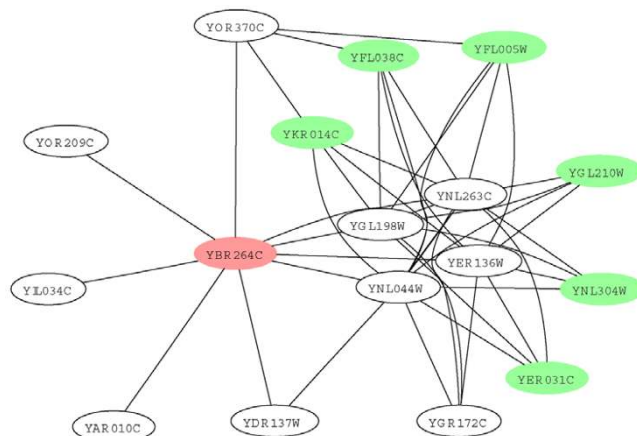 YOR370C
YFL038C
YFL005W
YKR014C
YOR209C
YGL210W
YNL263C
YGL198W
YBR264C
YER136W
YIL034C
YNL044W
YNL304W
YER031C
YAR010C
YDR137W
YGR172C